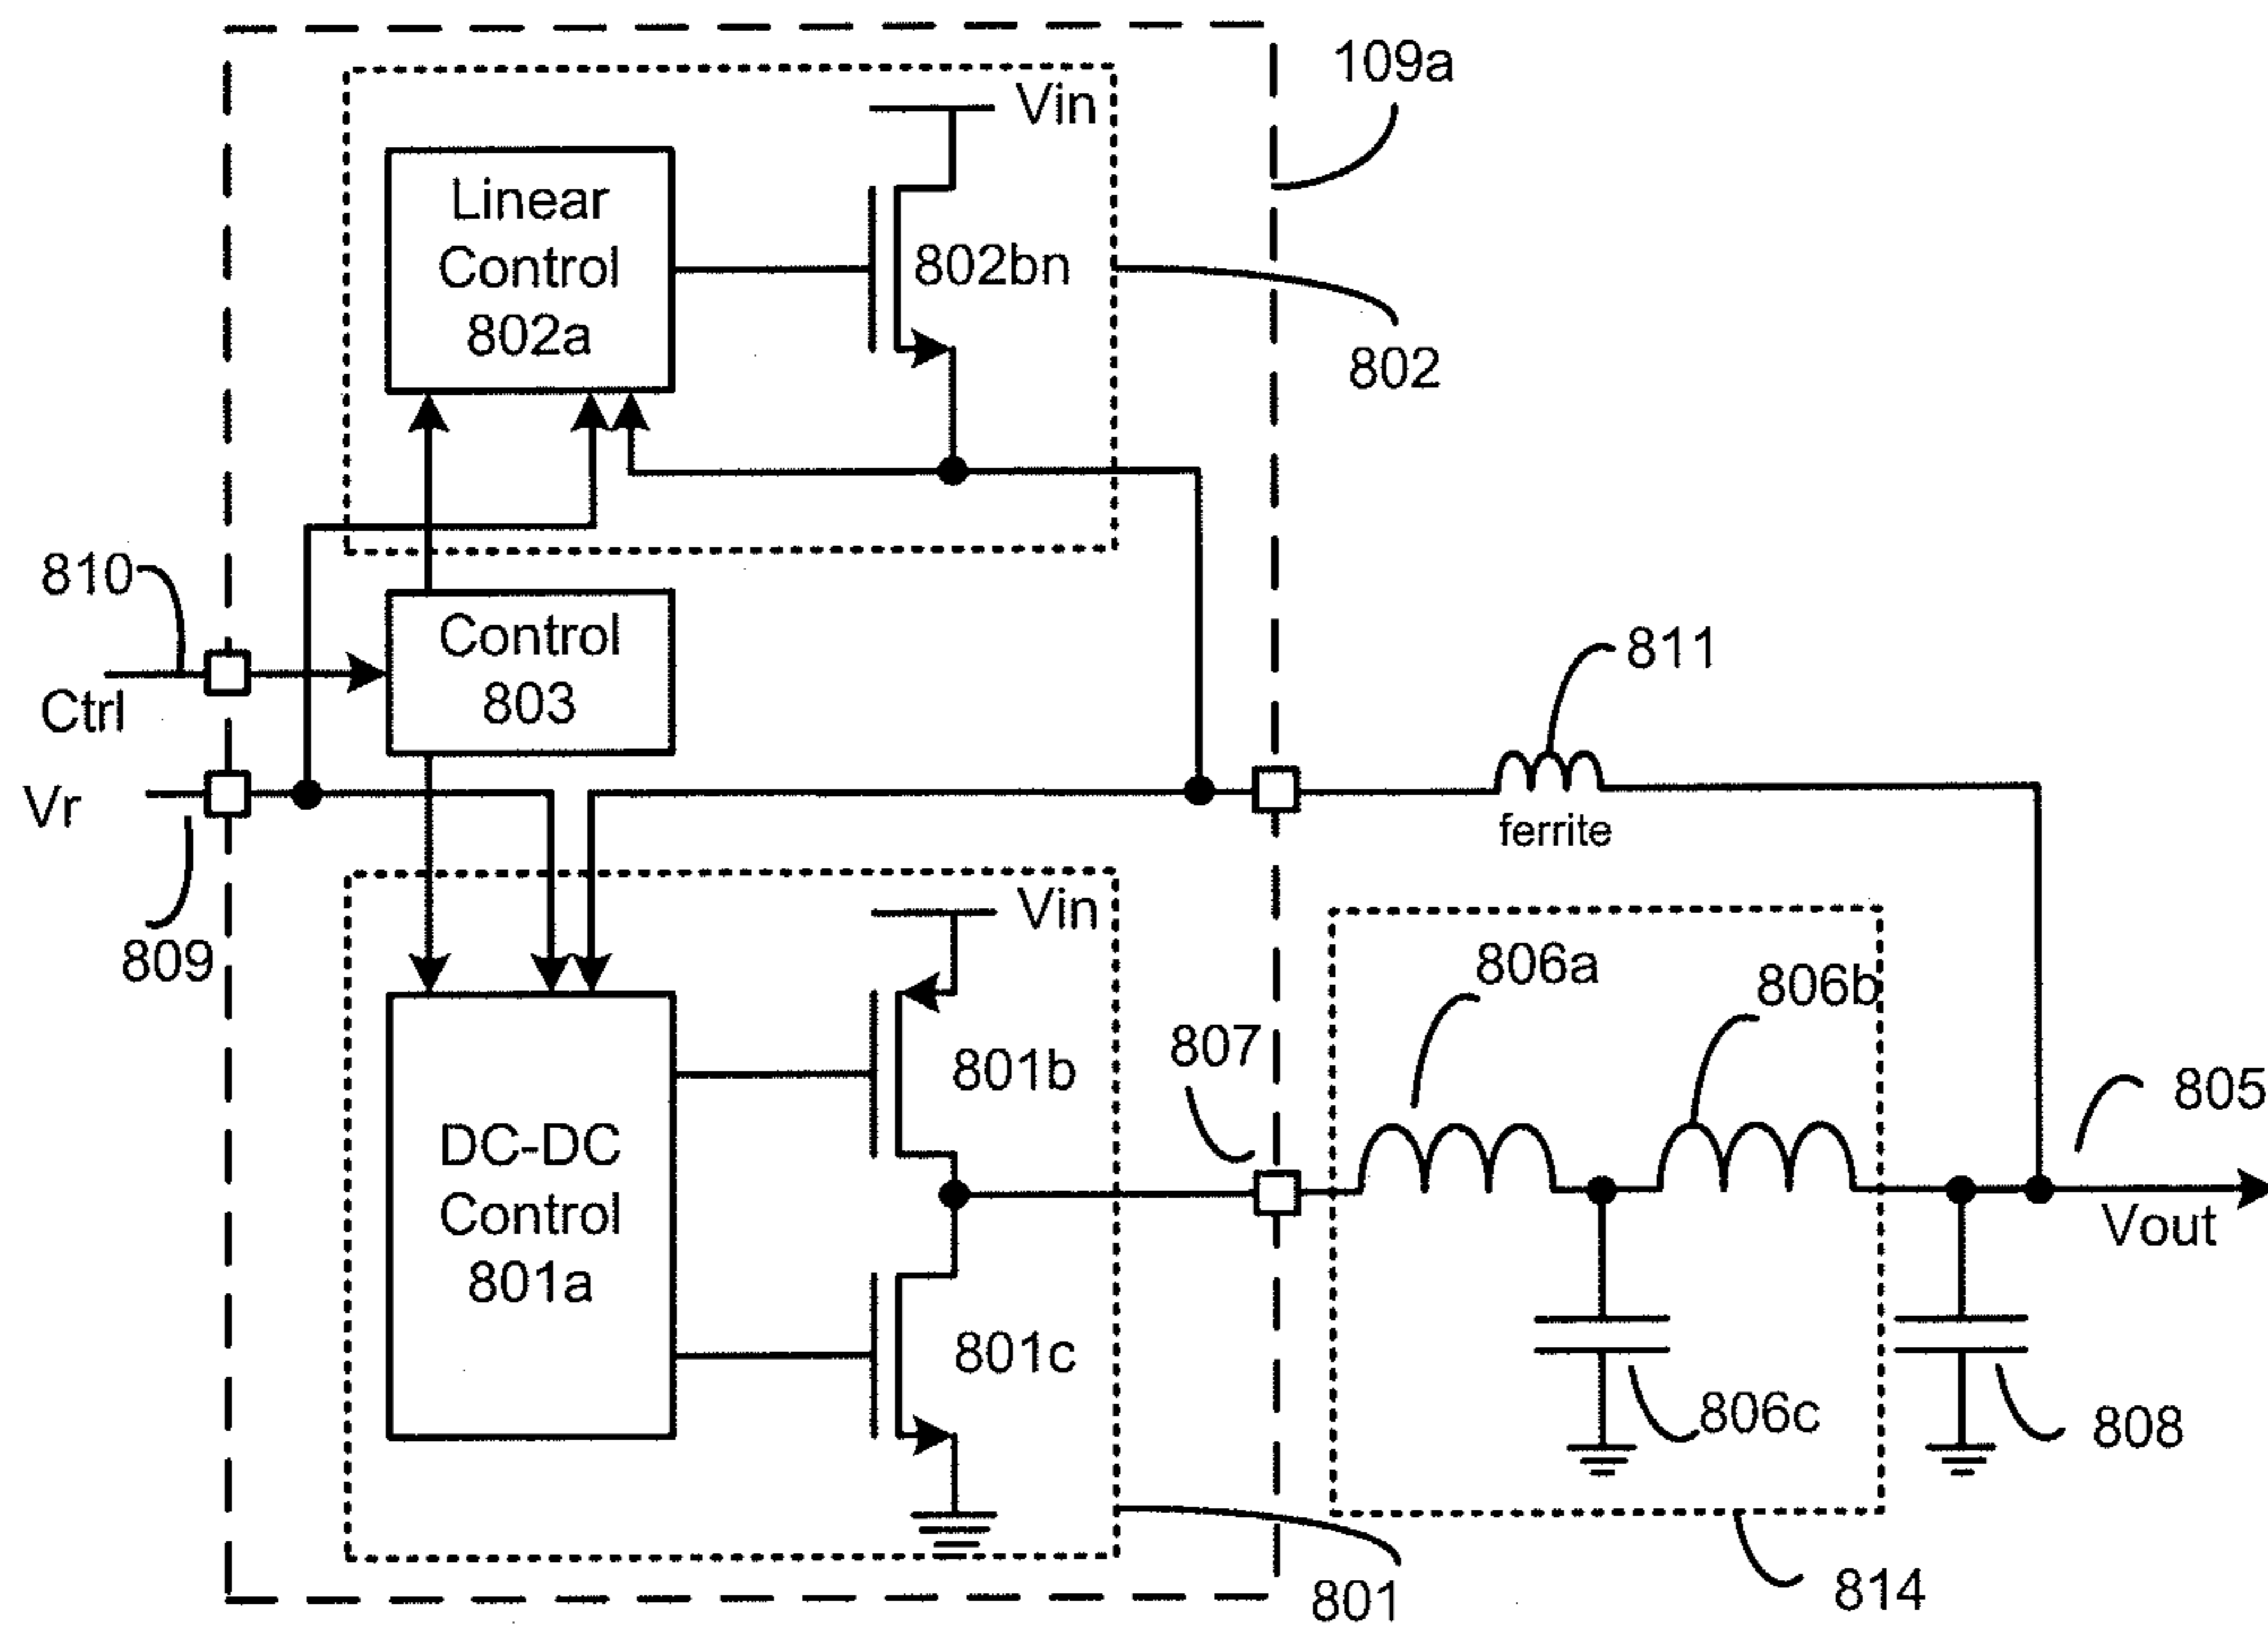 109a
Vin
Linear
Control
802a
802bn
802
810
Control
803
Ctrl
811
Vr
ferrite
809
Vin
806a
806b
807
801b
805
DC-DC
Control
801a
Vout
801c
806c
808
801
814